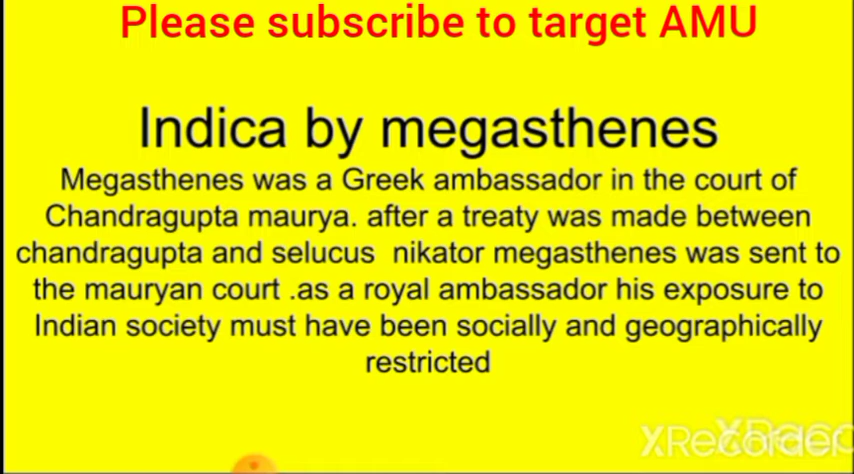 Please subscribe to target AMU
Indica by megasthenes
Megasthenes was a Greek ambassador in the court of
Chandragupta maurya. after a treaty was made between
chandragupta and selucus nikator megasthenes was sent to
the mauryan court .as a royal ambassador his exposure to
Indian society must have been socially and geographically
restricted
XRecorder